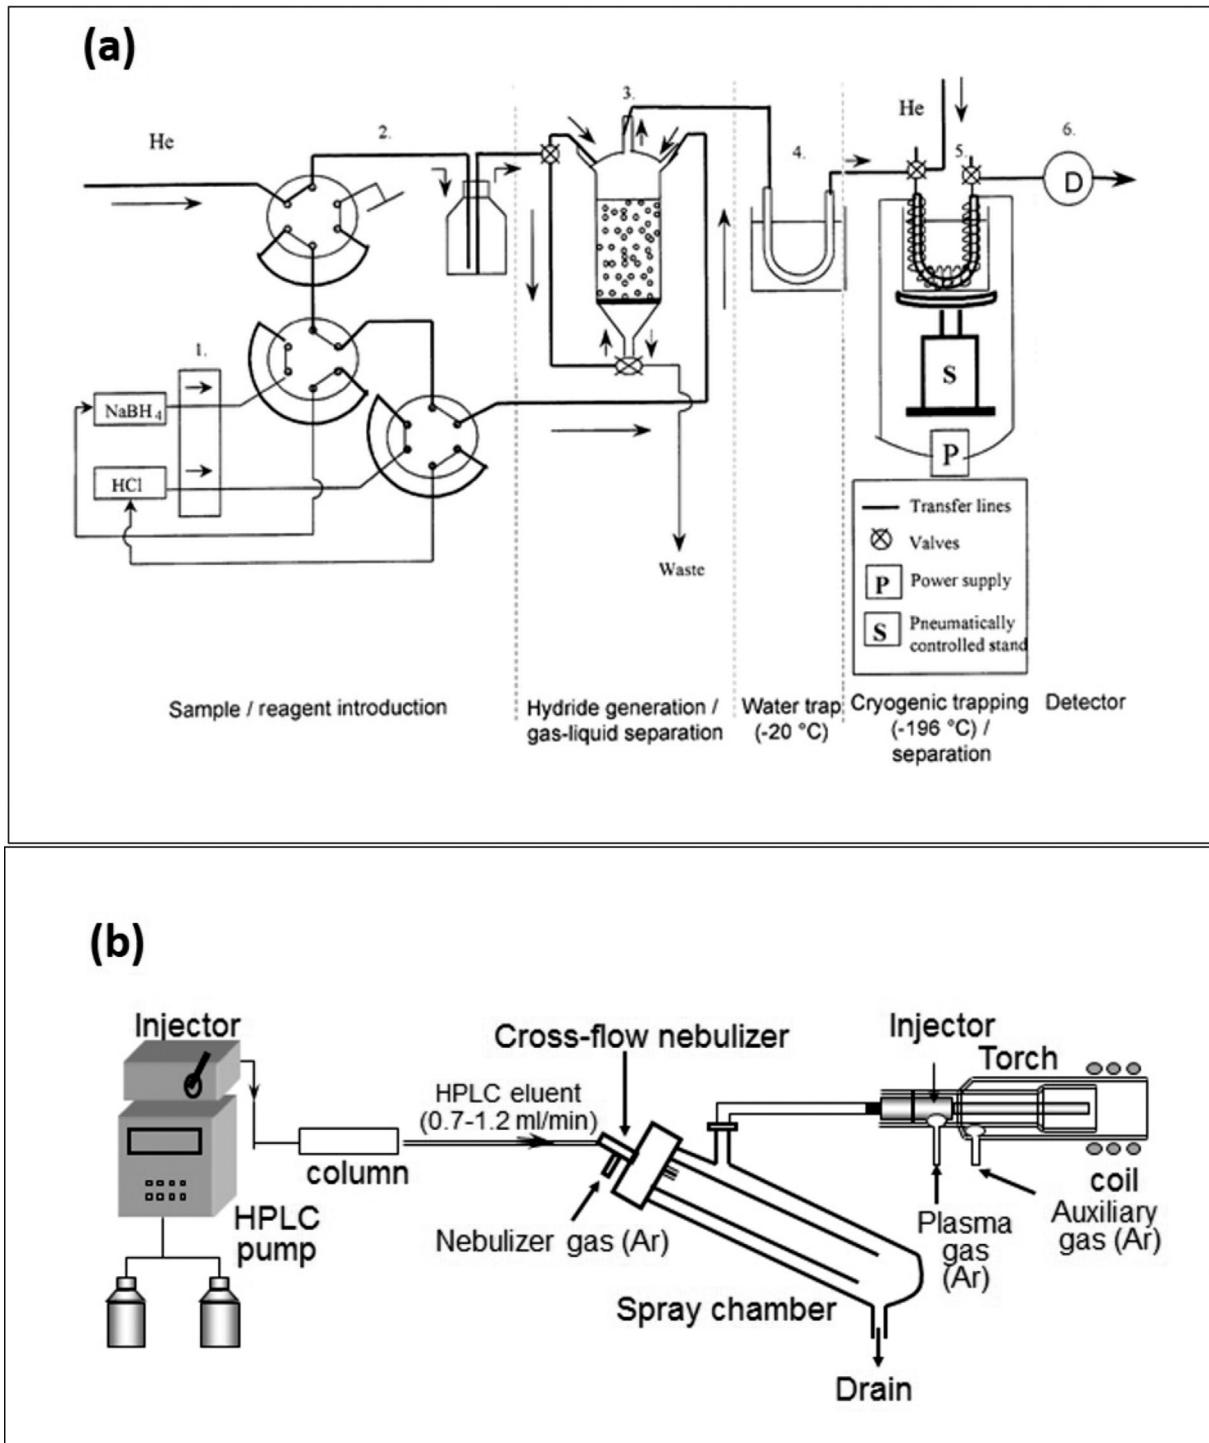 (a)
He
2.
3.
4.
He
5.
6.
D
1.
NaBH4
HCl
S
P
Waste
Transfer lines
Valves
P
Power supply
S
Pneumatically
controlled stand
Sample / reagent introduction
Hydride generation /
gas-liquid separation
Water trap
(-20 °C)
Cryogenic trapping
(-196 °C) /
separation
Detector
(b)
Injector
HPLC
pump
column
HPLC eluent
(0.7-1.2 ml/min)
Cross-flow nebulizer
Nebulizer gas (Ar)
Spray chamber
Drain
Injector
Torch
coil
Plasma
gas
(Ar)
Auxiliary
gas (Ar)